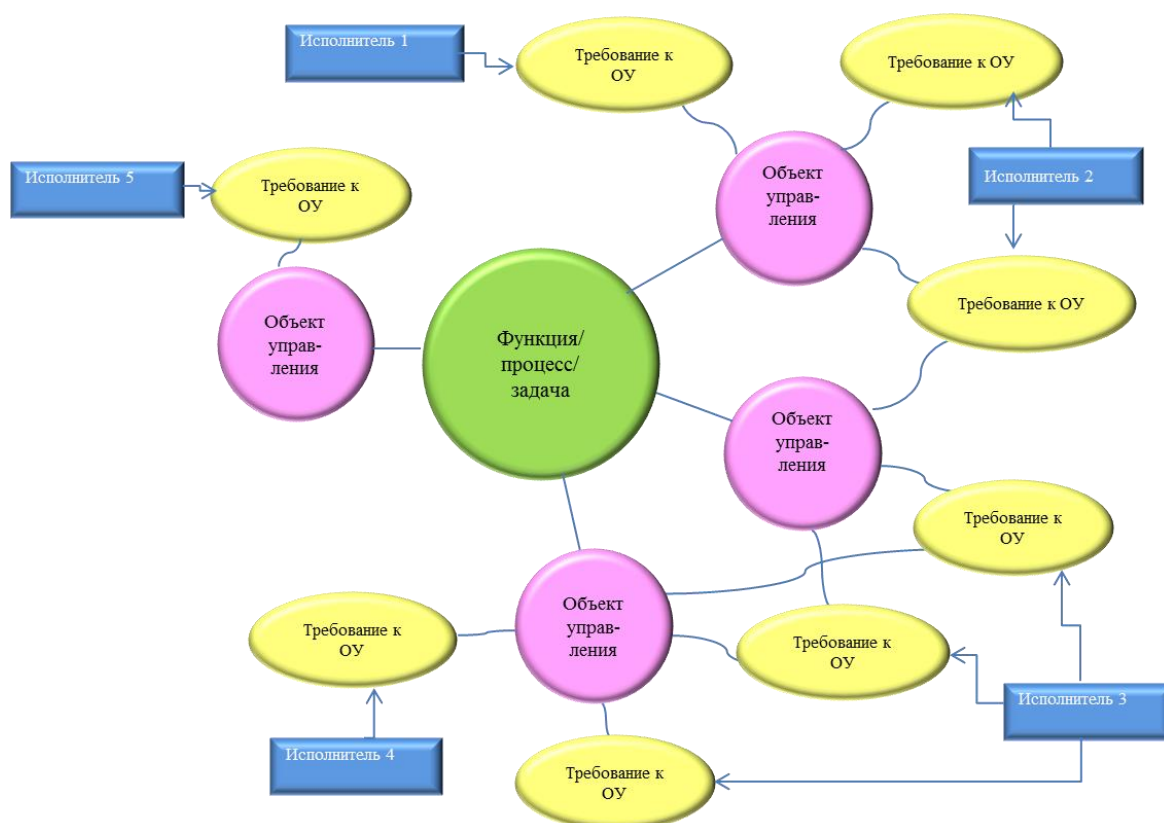 Исполнитель 1
Требование к
ОУ
Требование к ОУ
Исполнитель 5
Требование к
ОУ
Объект
управ-
ления
Исполнитель 2
Объект
управ-
ления
Функция/
процесс/
задача
Требование к ОУ
Объект
управ-
ления
Требование к
ОУ
Объект
управ-
ления
Требование к
ОУ
Требование к
ОУ
Исполнитель 3
Исполнитель 4
Требование к
ОУ